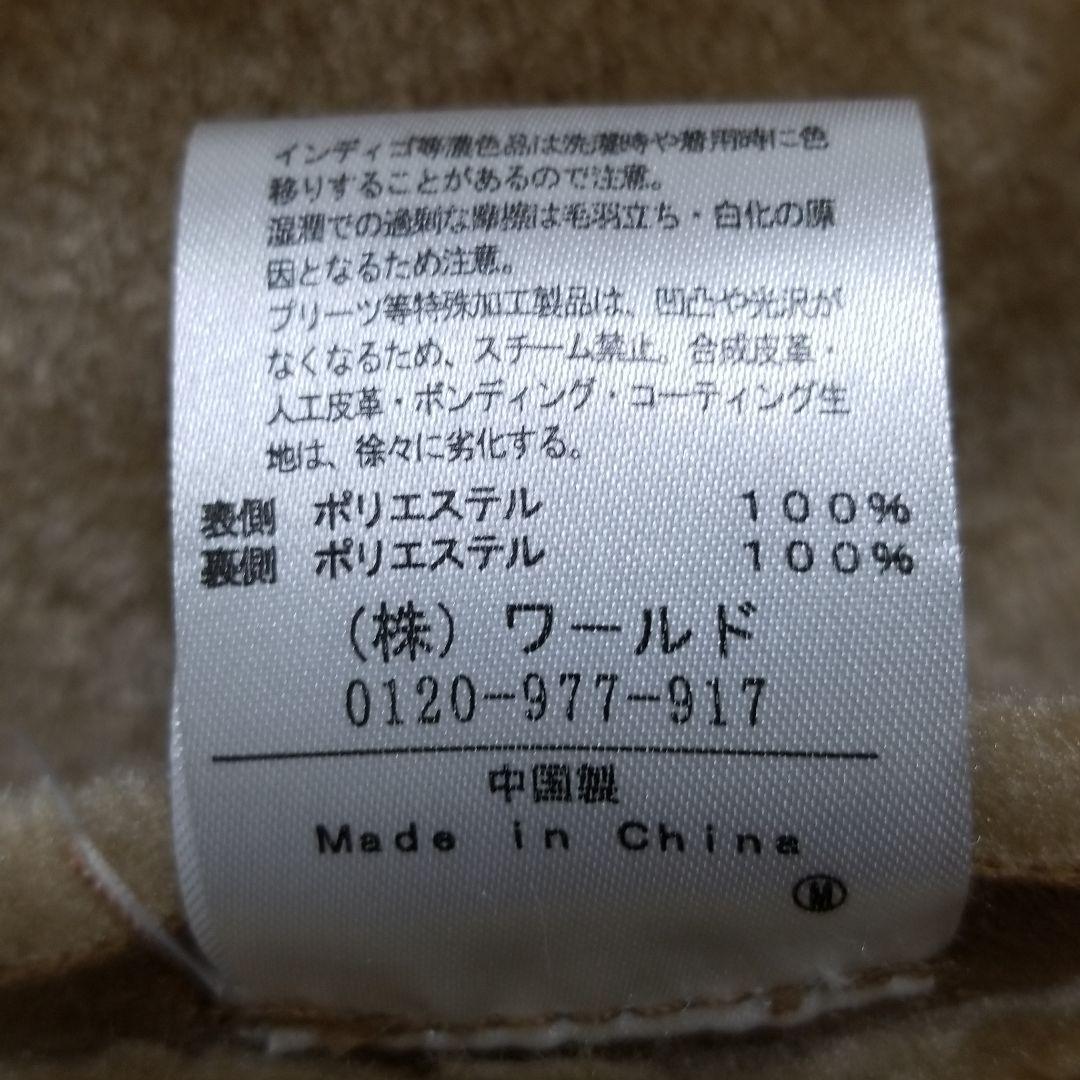 インディゴ等濃色品は洗濯時や着用時に色
移りすることがあるので注意。
湿潤での過剰な摩擦は毛羽立ち・白化の原
因となるため注意。
プリーツ等特殊加工製品は、凹凸や光沢が
なくなるため、スチーム禁止。合成皮革・
人工皮革・ボンディング・コーティング生
地は、徐々に劣化する。
表側 ポリエステル 100%
裏側 ポリエステル 100%
(株) ワールド
0120-977-917
中国製
Made in China
Ⓜ